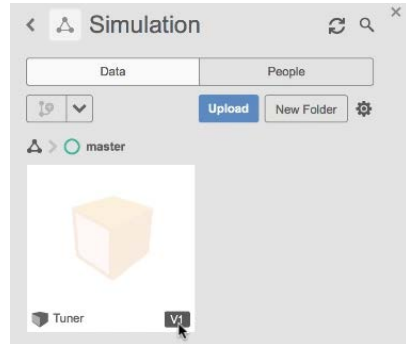 Simulation
Data People
Upload New Folder
master
Tuner V1